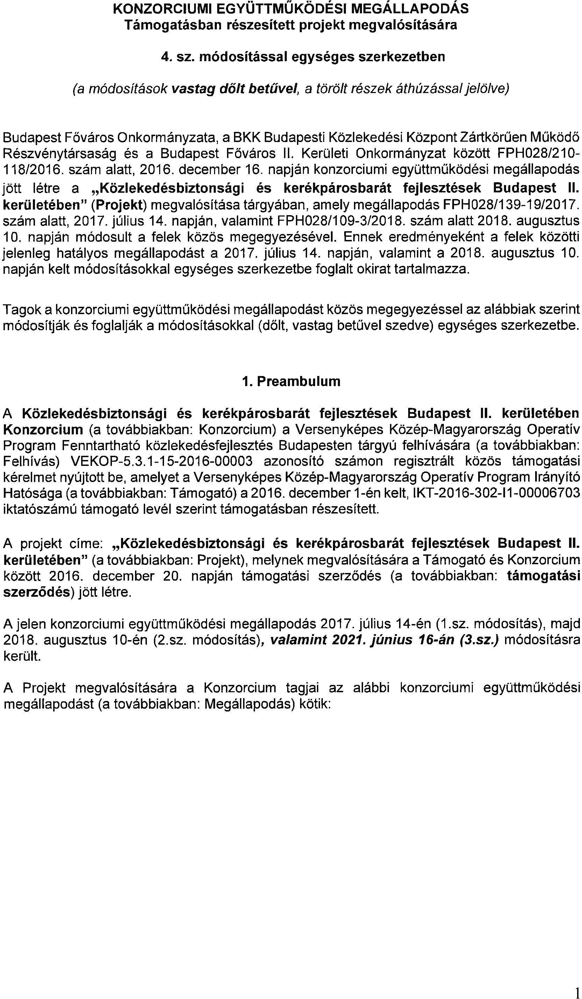 KONZORCIUMI EGYÜTTMŰKÖDÉSI MEGÁLLAPODÁS
Támogatásban részesített projekt megvalósítására
4. sz. módosítással egységes szerkezetben
(a módosítások vastag dőlt betűvel, a törölt részek áthúzással jelölve)
Budapest Főváros Onkormányzata, a BKK Budapesti Közlekedési Központ Zártkörűen Működő
Részvénytársaság és a Budapest Főváros II. Kerületi Onkormányzat között FPH028/210-
118/2016. szám alatt, 2016. december 16. napján konzorciumi együttműködési megállapodás
jött létre a „Közlekedésbiztonsági és kerékpárosbarát fejlesztések Budapest II.
kerületében” (Projekt) megvalósítása tárgyában, amely megállapodás FPH028/139-19/2017.
szám alatt, 2017. július 14. napján, valamint FPH028/109-3/2018. szám alatt 2018. augusztus
10. napján módosult a felek közös megegyezésével. Ennek eredményeként a felek közötti
jelenleg hatályos megállapodást a 2017. július 14. napján, valamint a 2018. augusztus 10.
napján kelt módosításokkal egységes szerkezetbe foglalt okirat tartalmazza.
Tagok a konzorciumi együttműködési megállapodást közös megegyezéssel az alábbiak szerint
módosítják és foglalják a módosításokkal (dőlt, vastag betűvel szedve) egységes szerkezetbe.
1. Preambulum
A Közlekedésbiztonsági és kerékpárosbarát fejlesztések Budapest II. kerületében
Konzorcium (a továbbiakban: Konzorcium) a Versenyképes Közép-Magyarország Operatív
Program Fenntartható közlekedésfejlesztés Budapesten tárgyú felhívására (a továbbiakban:
Felhívás) VEKOP-5.3.1-15-2016-00003 azonosító számon regisztrált közös támogatási
kérelmet nyújtott be, amelyet a Versenyképes Közép-Magyarország Operatív Program Irányító
Hatósága (a továbbiakban: Támogató) a 2016. december 1-én kelt, IKT-2016-302-I1-00006703
iktatószámú támogató levél szerint támogatásban részesített.
A projekt címe: „Közlekedésbiztonsági és kerékpárosbarát fejlesztések Budapest II.
kerületében” (a továbbiakban: Projekt), melynek megvalósítására a Támogató és Konzorcium
között 2016. december 20. napján támogatási szerződés (a továbbiakban: támogatási
szerződés) jött létre.
A jelen konzorciumi együttműködési megállapodás 2017. július 14-én (1.sz. módosítás), majd
2018. augusztus 10-én (2.sz. módosítás), valamint 2021. június 16-án (3.sz.) módosításra
került.
A Projekt megvalósítására a Konzorcium tagjai az alábbi konzorciumi együttműködési
megállapodást (a továbbiakban: Megállapodás) kötik:
1